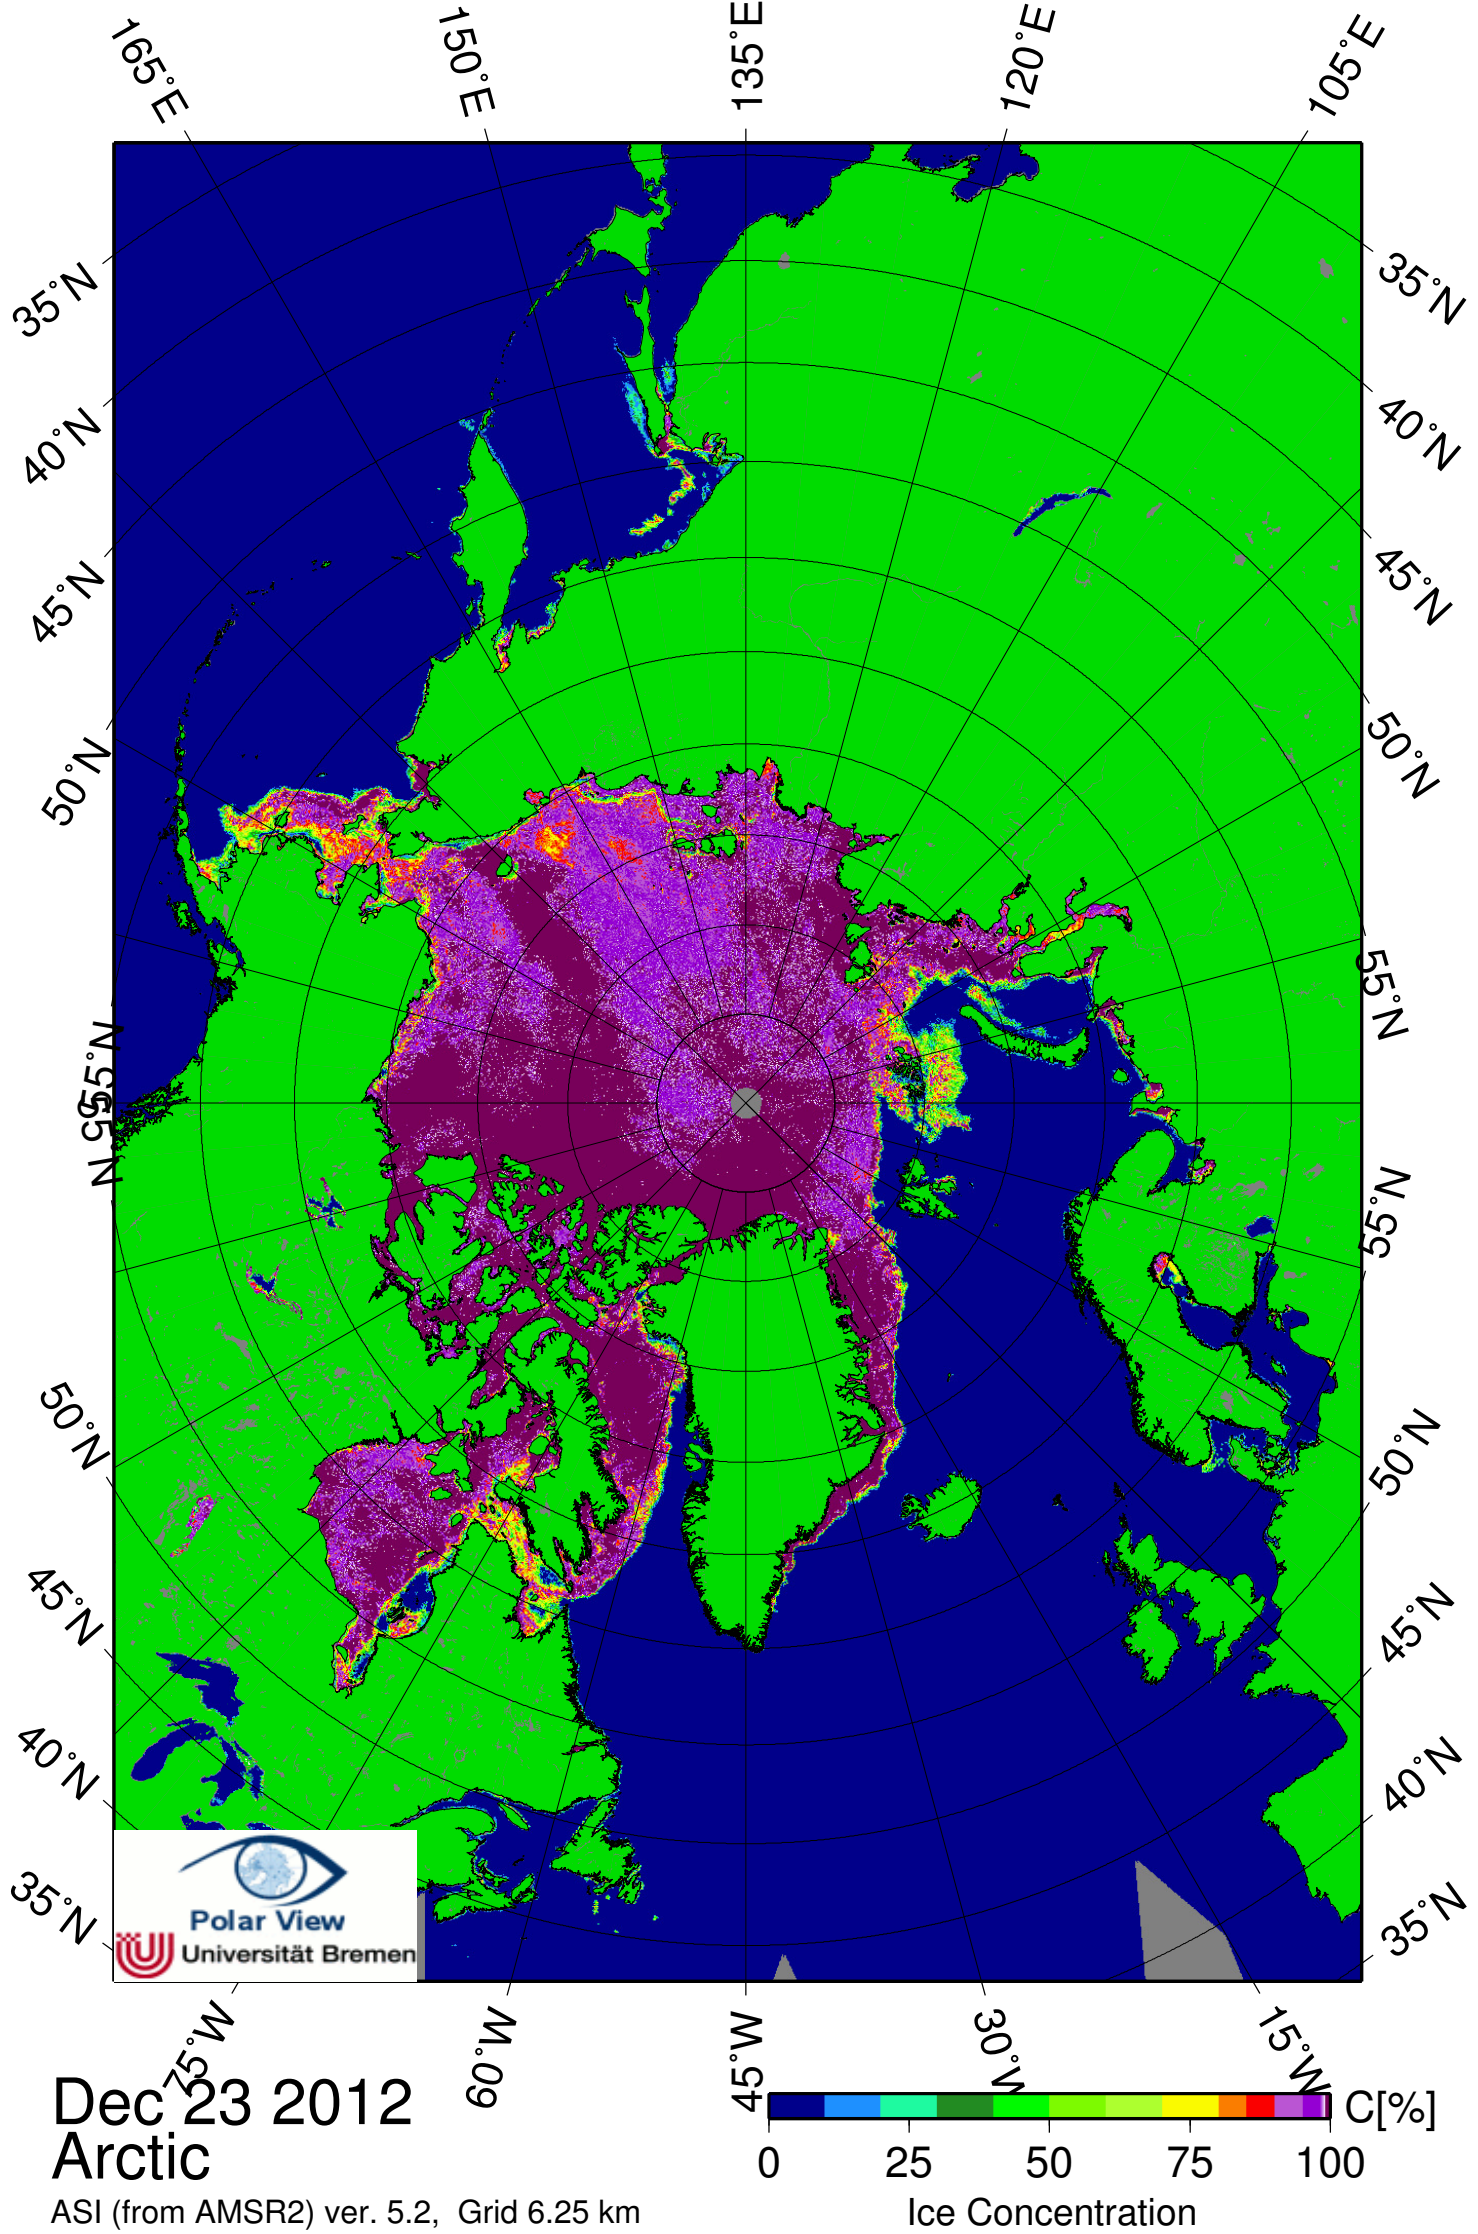 165°E 150°E 135°E 120°E 105°E
35°N 35°N
40°N 40°N
45°N 45°N
50°N 50°N
55°N 55°N
55°N 55°N
50°N 50°N
45°N 45°N
40°N 40°N
35°N 35°N
Polar View
Universität Bremen
75°W 60°W 45°W 30°W 15°W
Dec 23 2012
Arctic
ASI (from AMSR2) ver. 5.2, Grid 6.25 km
C[%]
0 25 50 75 100
Ice Concentration